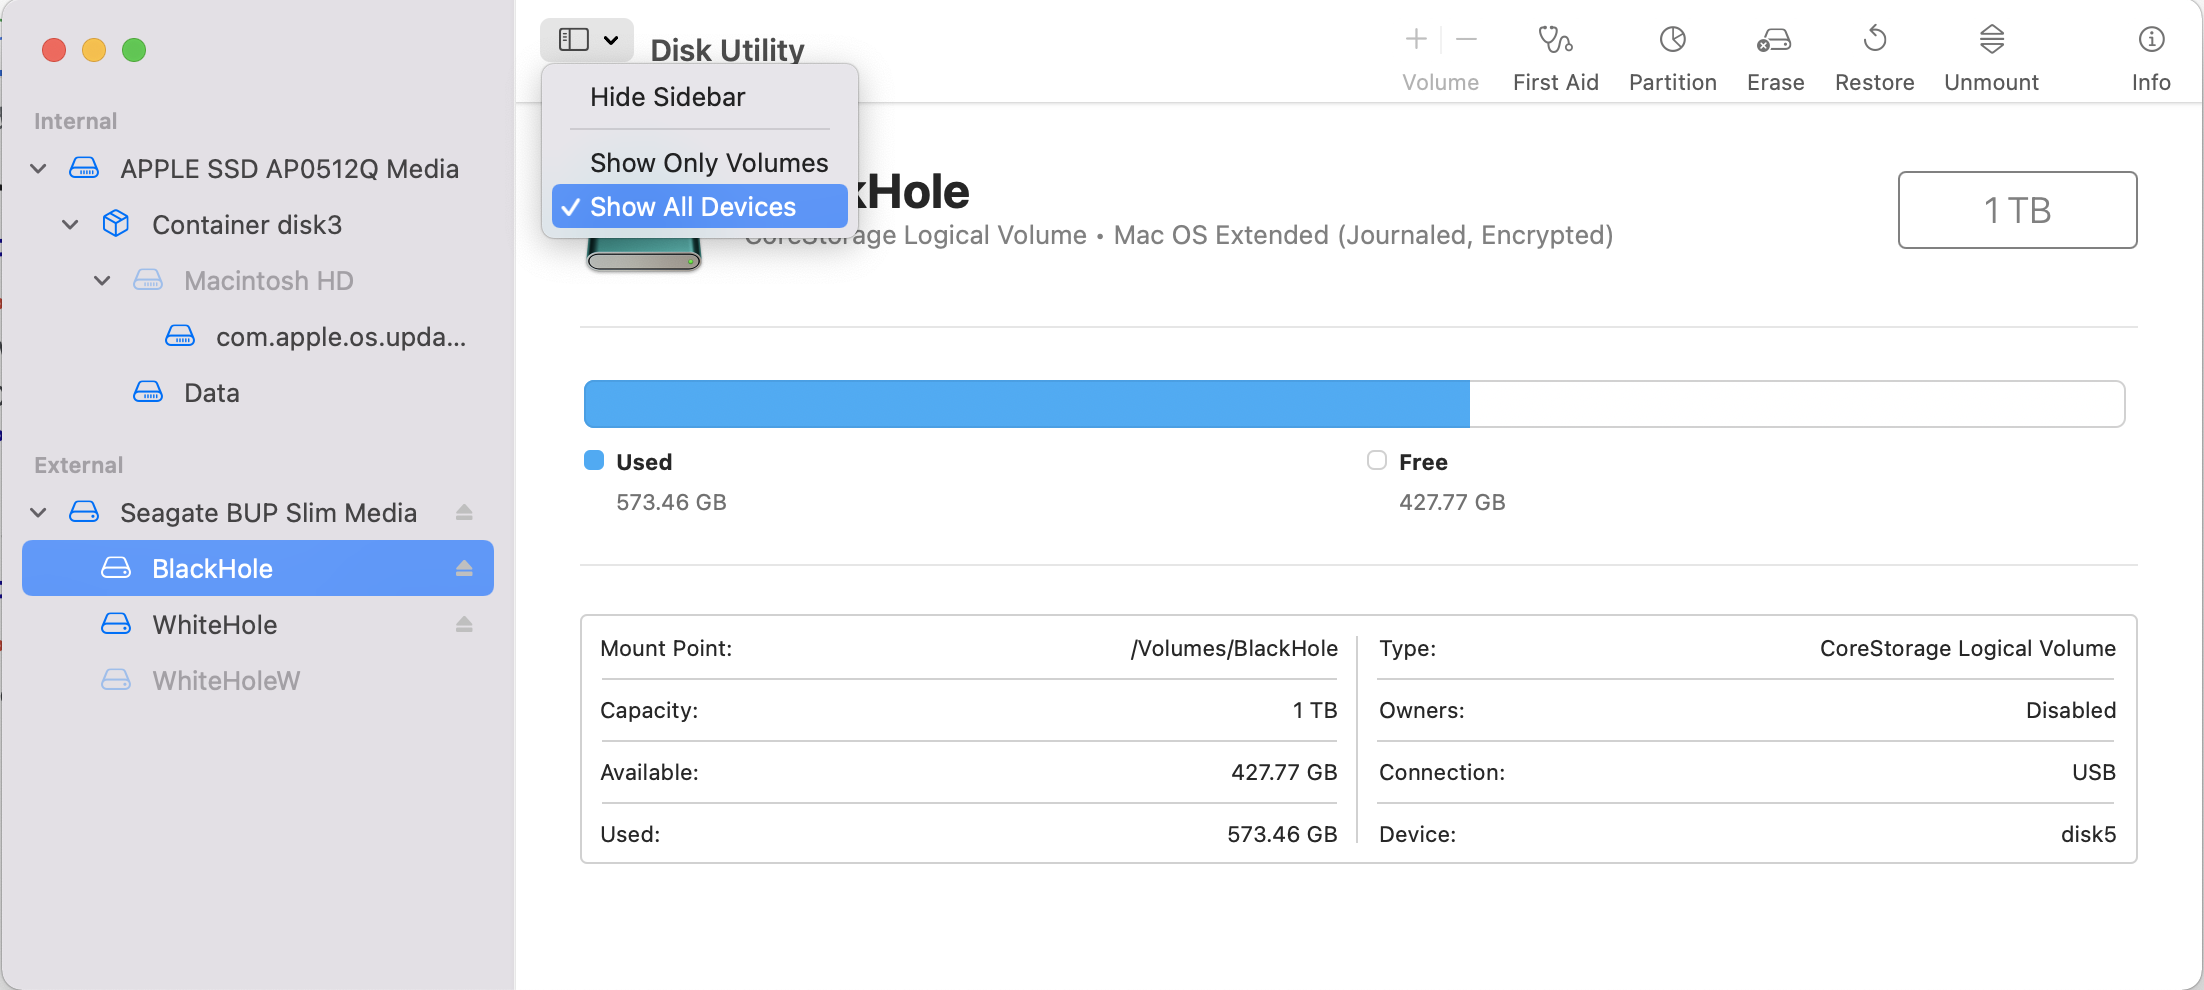 Disk Utility
Volume
First Aid
Partition
Erase
Restore
Unmount
Info
Hide Sidebar
Show Only Volumes
✓ Show All Devices
Internal
APPLE SSD AP0512Q Media
Container disk3
Macintosh HD
com.apple.os.upda...
Data
External
Seagate BUP Slim Media
BlackHole
WhiteHole
WhiteHoleW
kHole
CoreStorage Logical Volume • Mac OS Extended (Journaled, Encrypted)
1 TB
Used
573.46 GB
Free
427.77 GB
Mount Point: /Volumes/BlackHole
Capacity: 1 TB
Available: 427.77 GB
Used: 573.46 GB
Type: CoreStorage Logical Volume
Owners: Disabled
Connection: USB
Device: disk5